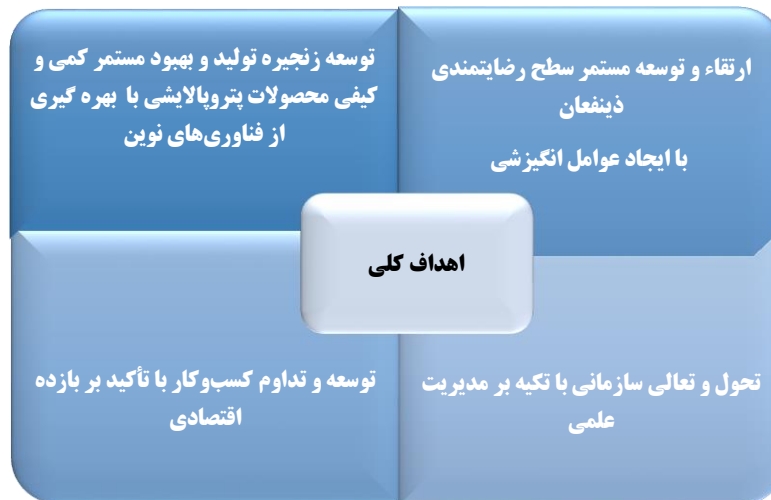 ارتقاء و توسعه مستمر سطح رضایتمندی
ذینفعان
با ایجاد عوامل انگیزشی
توسعه زنجیره تولید و بهبود مستمر کمی و
کیفی محصولات پتروپالایشی با بهره گیری
از فناوری‌های نوین
اهداف کلی
تحول و تعالی سازمانی با تکیه بر مدیریت
علمی
توسعه و تداوم کسب‌وکار با تأکید بر بازده
اقتصادی